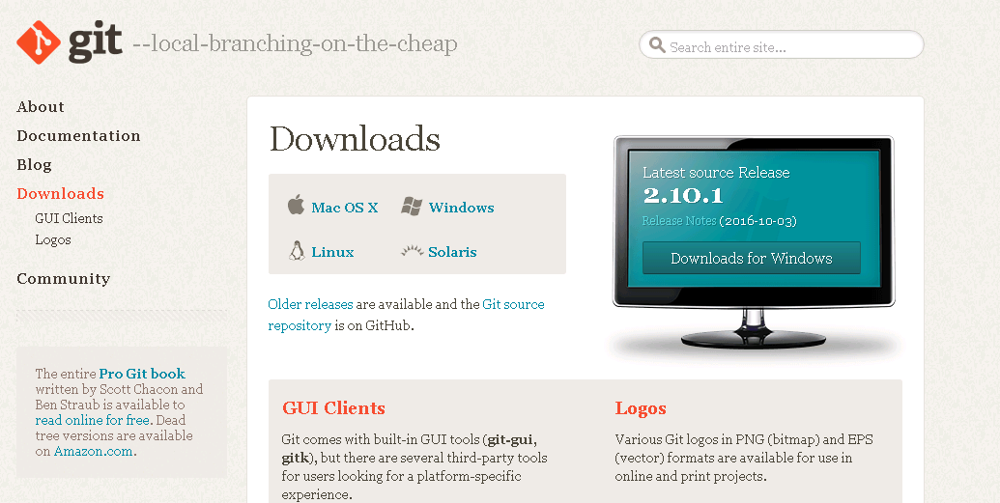 git --local-branching-on-the-cheap
Search entire site...
About
Documentation
Blog
Downloads
GUI Clients
Logos
Community
The entire Pro Git book
written by Scott Chacon and
Ben Straub is available to
read online for free. Dead
tree versions are available
on Amazon.com.
Downloads
Mac OS X
Windows
Linux
Solaris
Older releases are available and the Git source
repository is on GitHub.
Latest source Release
2.10.1
Release Notes (2016-10-03)
Downloads for Windows
GUI Clients
Git comes with built-in GUI tools (git-gui,
gitk), but there are several third-party tools
for users looking for a platform-specific
experience.
Logos
Various Git logos in PNG (bitmap) and EPS
(vector) formats are available for use in
online and print projects.